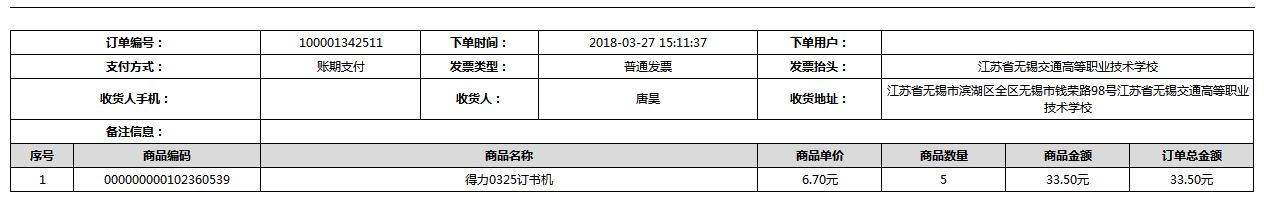 订单编号： 100001342511 下单时间： 2018-03-27 15:11:37 下单用户：
支付方式： 账期支付 发票类型： 普通发票 发票抬头： 江苏省无锡交通高等职业技术学校
收货人手机： 收货人： 唐昊 收货地址： 江苏省无锡市滨湖区全区无锡市钱荣路98号江苏省无锡交通高等职业
技术学校
备注信息：
序号 商品编码 商品名称 商品单价 商品数量 商品金额 订单总金额
1 000000000102360539 得力0325订书机 6.70元 5 33.50元 33.50元